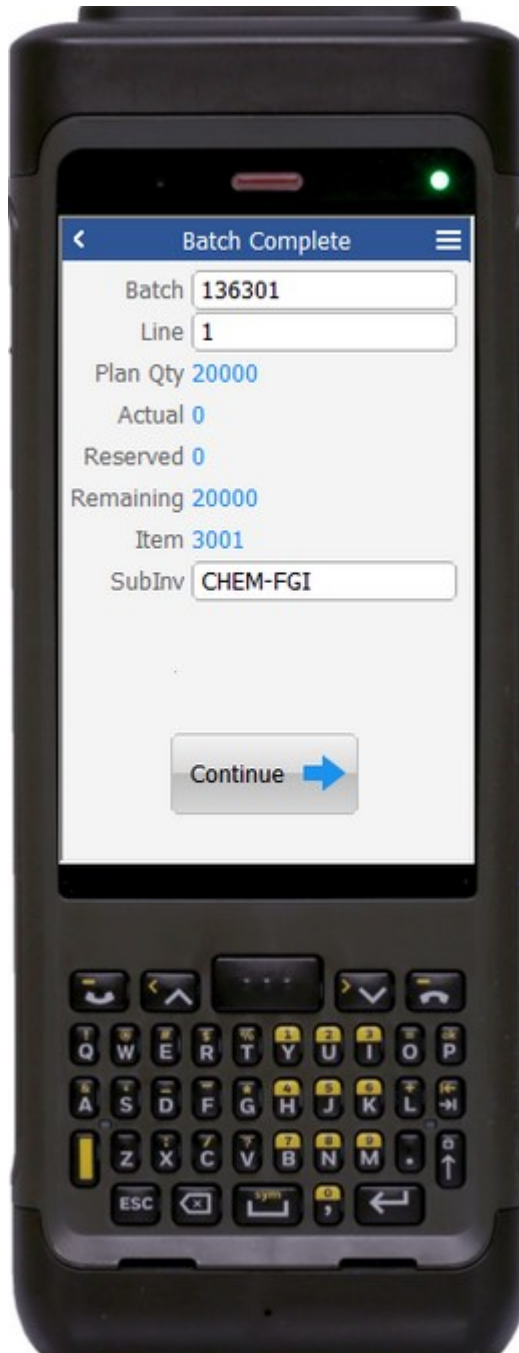 Batch Complete
Batch 136301
Line 1
Plan Qty 20000
Actual 0
Reserved 0
Remaining 20000
Item 3001
SubInv CHEM-FGI
Continue
Q W E R T Y U I O P
A S D F G H J K L
Z X C V B N M .
ESC sym ,